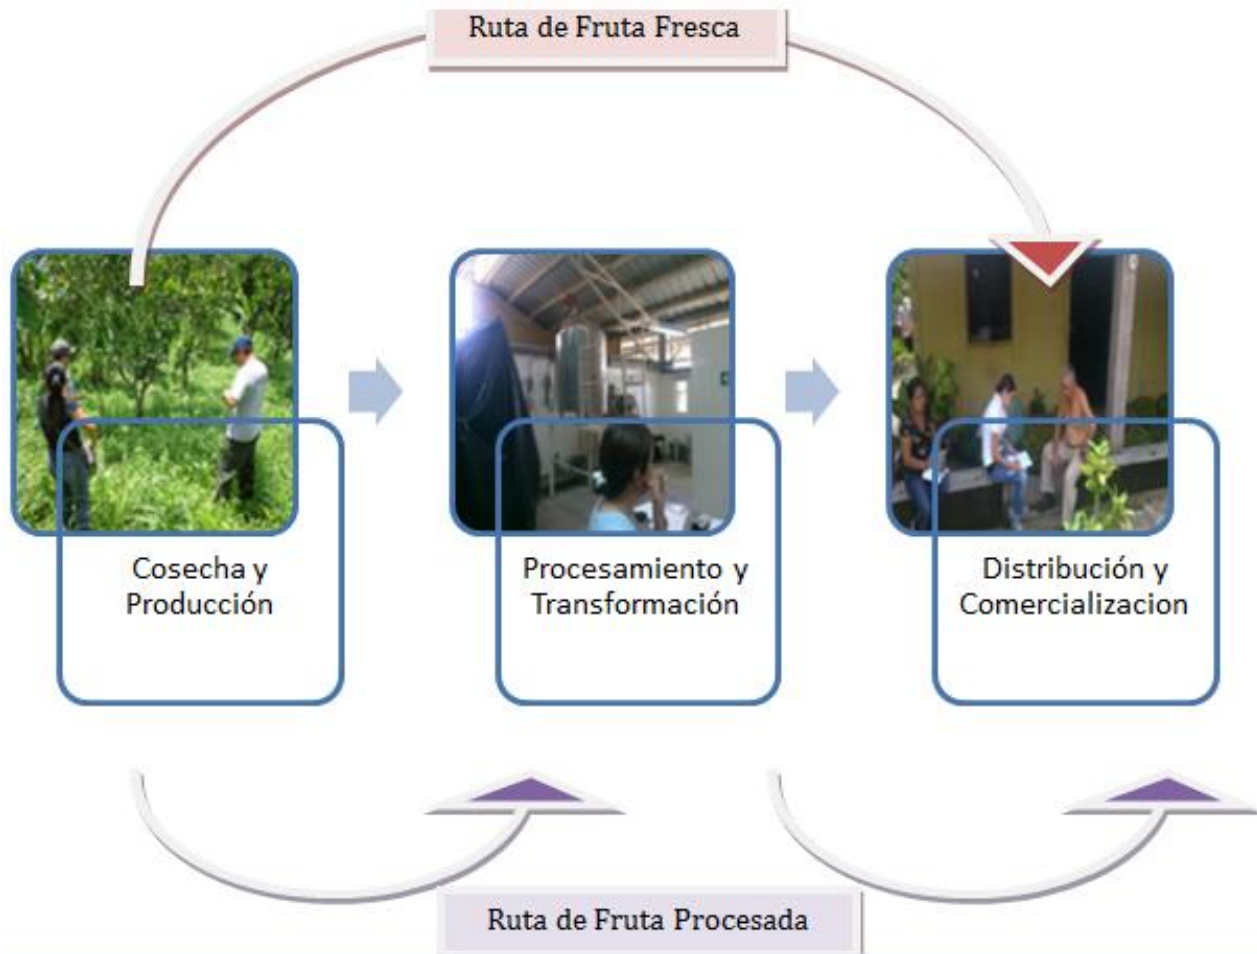 Ruta de Fruta Fresca
Cosecha y
Producción
Procesamiento y
Transformación
Distribución y
Comercializacion
Ruta de Fruta Procesada